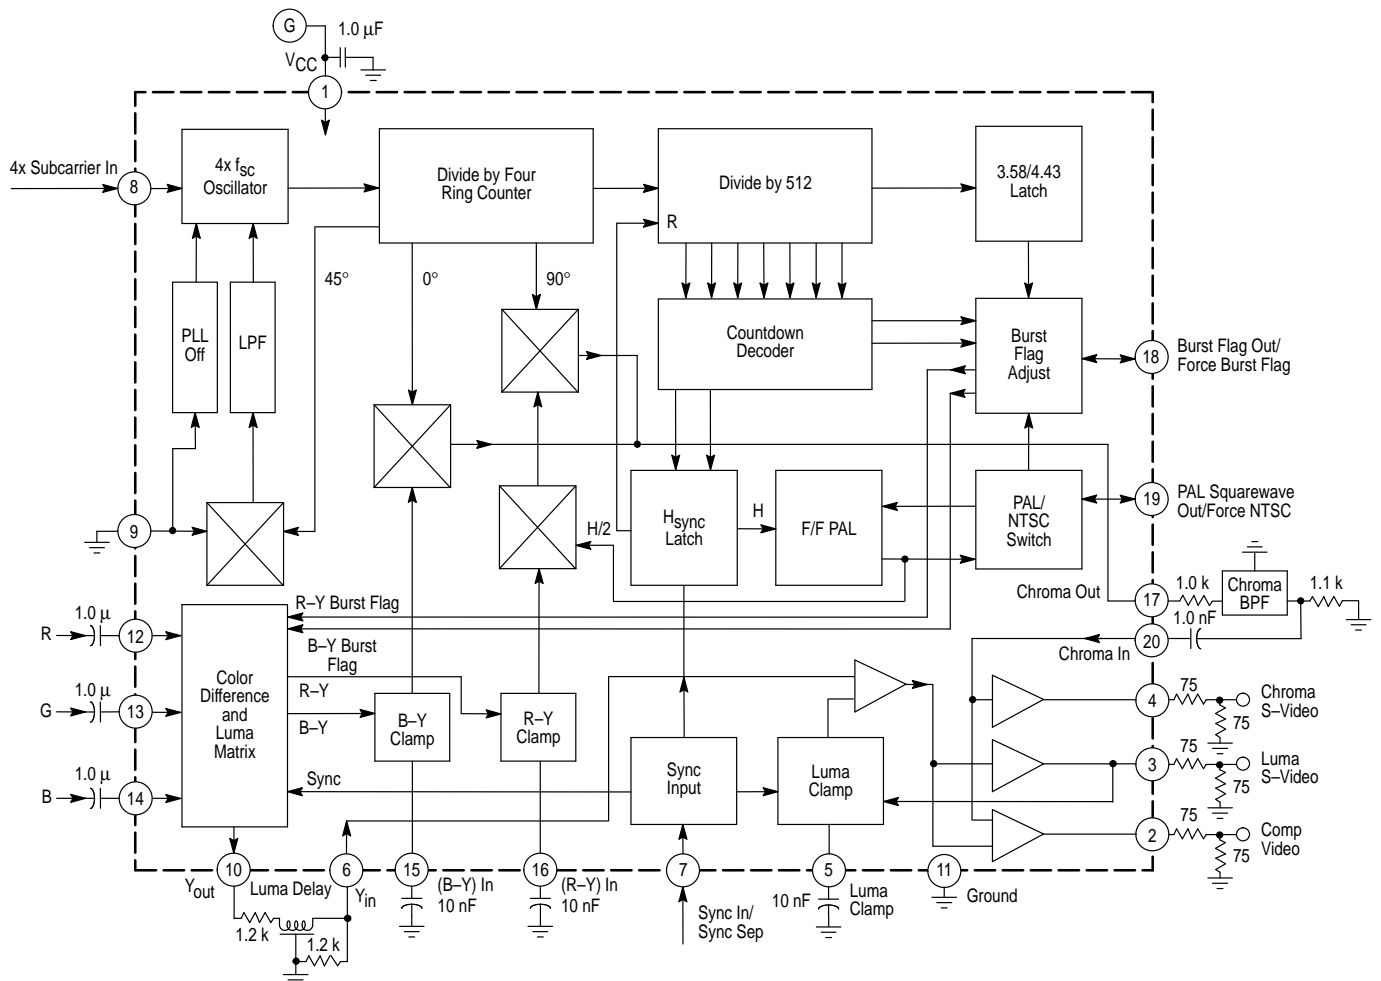 G
1.0 µF
VCC
1
4x Subcarrier In
8
4x fsc
Oscillator
Divide by Four
Ring Counter
Divide by 512
R
3.58/4.43
Latch
45°
0°
90°
PLL
Off
LPF
Countdown
Decoder
Burst
Flag
Adjust
18
Burst Flag Out/
Force Burst Flag
9
H/2
Hsync
Latch
H
F/F PAL
PAL/
NTSC
Switch
19
PAL Squarewave
Out/Force NTSC
Chroma Out
17
1.0 k
Chroma
BPF
1.1 k
1.0 nF
20
Chroma In
R
1.0 µ
12
G
1.0 µ
13
B
1.0 µ
14
Color
Difference
and
Luma
Matrix
R–Y Burst Flag
B–Y Burst
Flag
R–Y
B–Y
Sync
B–Y
Clamp
R–Y
Clamp
Sync
Input
Luma
Clamp
4
75
75
Chroma
S–Video
3
75
75
Luma
S–Video
2
75
75
Comp
Video
10
Yout
Luma Delay
6
Yin
1.2 k
1.2 k
15
(B–Y) In
10 nF
16
(R–Y) In
10 nF
7
Sync In/
Sync Sep
5
10 nF
Luma
Clamp
11
Ground